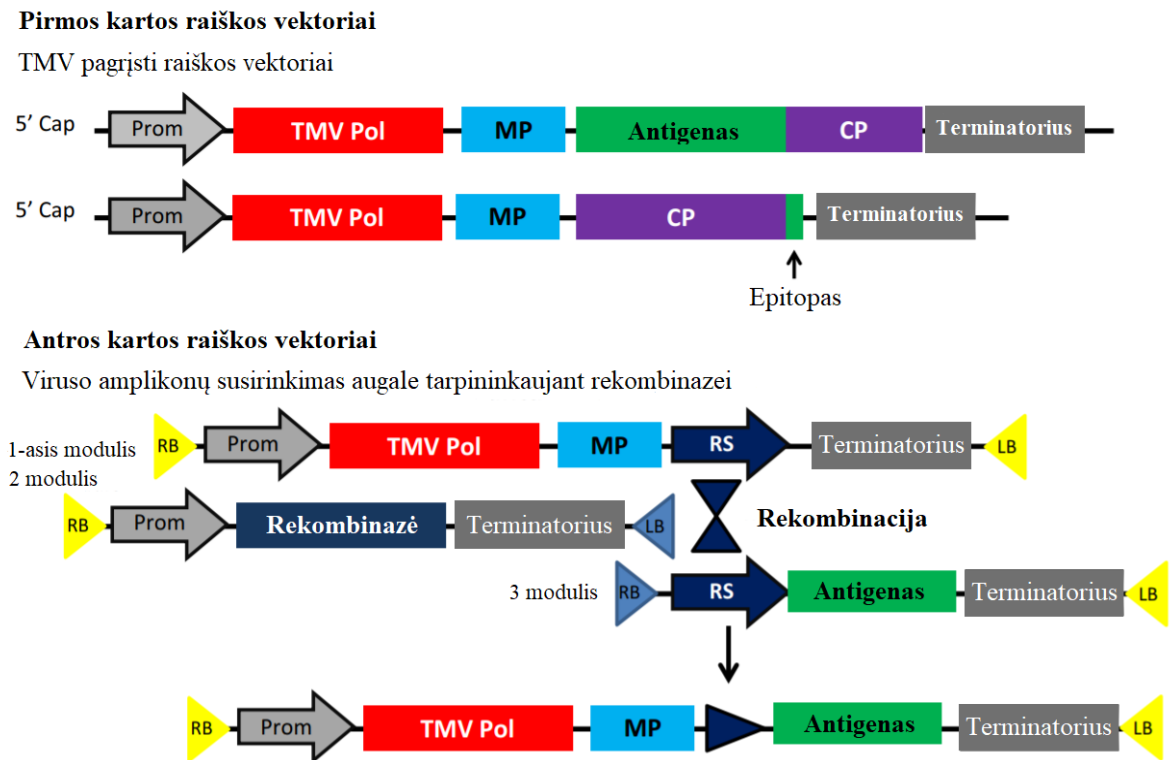 Pirmos kartos raiškos vektoriai
TMV pagrįsti raiškos vektoriai
5’ Cap Prom TMV Pol MP Antigenas CP Terminatorius
5’ Cap Prom TMV Pol MP CP Terminatorius
Epitopas
Antros kartos raiškos vektoriai
Viruso amplikonų susirinkimas augale tarpininkaujant rekombinazei
1-asis modulis RB Prom TMV Pol MP RS Terminatorius LB
2 modulis
RB Prom Rekombinazė Terminatorius LB Rekombinacija
3 modulis RB RS Antigenas Terminatorius LB
RB Prom TMV Pol MP Antigenas Terminatorius LB